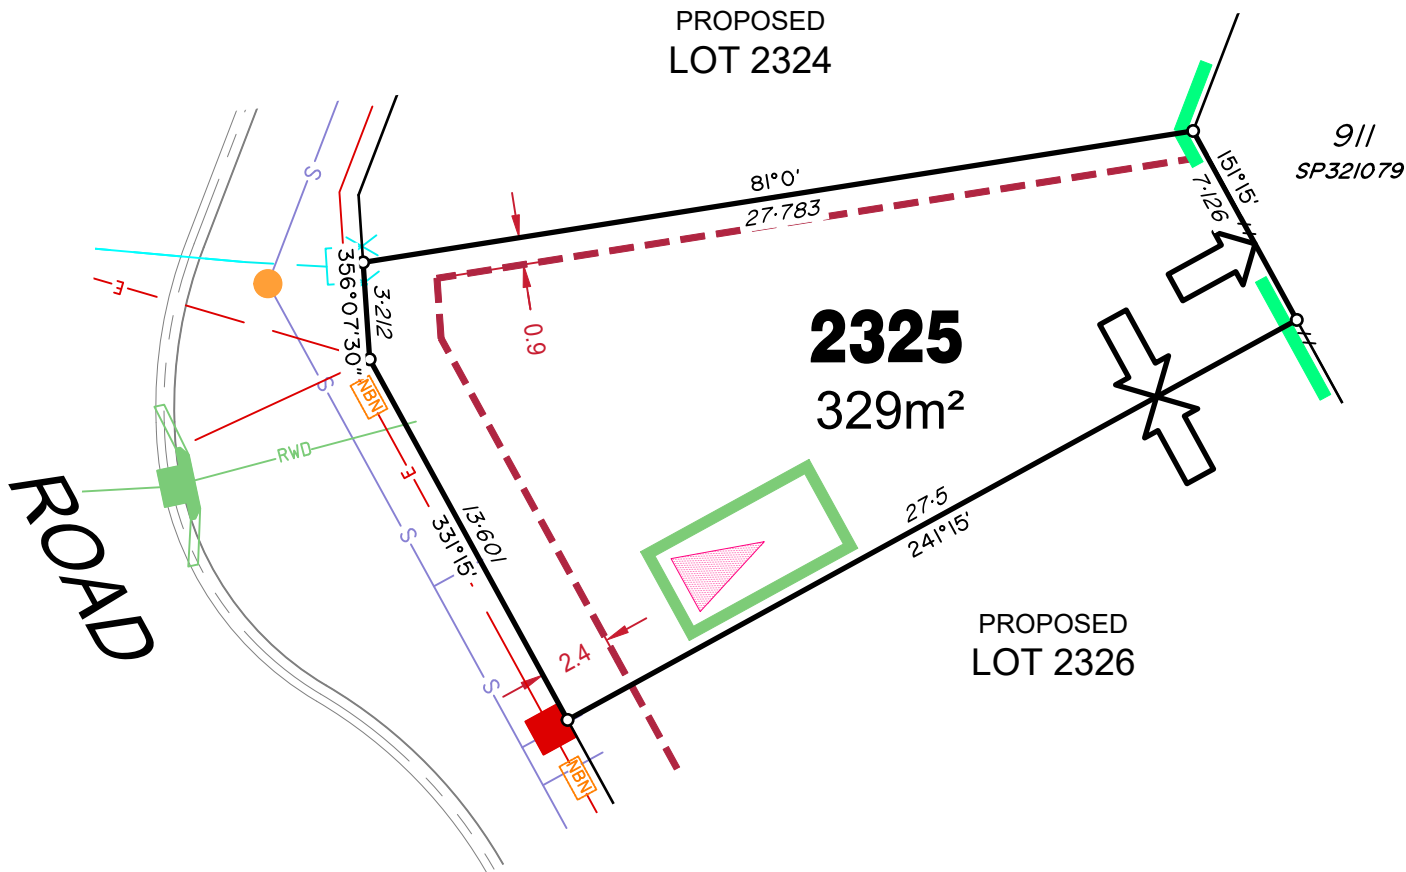 PROPOSED
LOT 2324
911
SP321079
151°15'
7·126
81°0'
27·783
S
E
356°07'30"
3·212
0.9
2325
329m²
S
NBN
RWD
E
ROAD
13·601
331°15'
S
27·5
241°15'
2.4
S
NBN
PROPOSED
LOT 2326